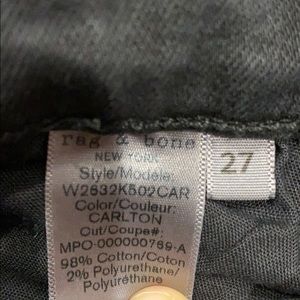 rag & bone
NEW YORK
Style/Modele:
W2632K502CAR
Color/Couleur:
CARLTON
Cut/Coupe#:
MPO-000000769-A
98% Cotton/Coton
2% Polyurethane/
Polyuréthane
27